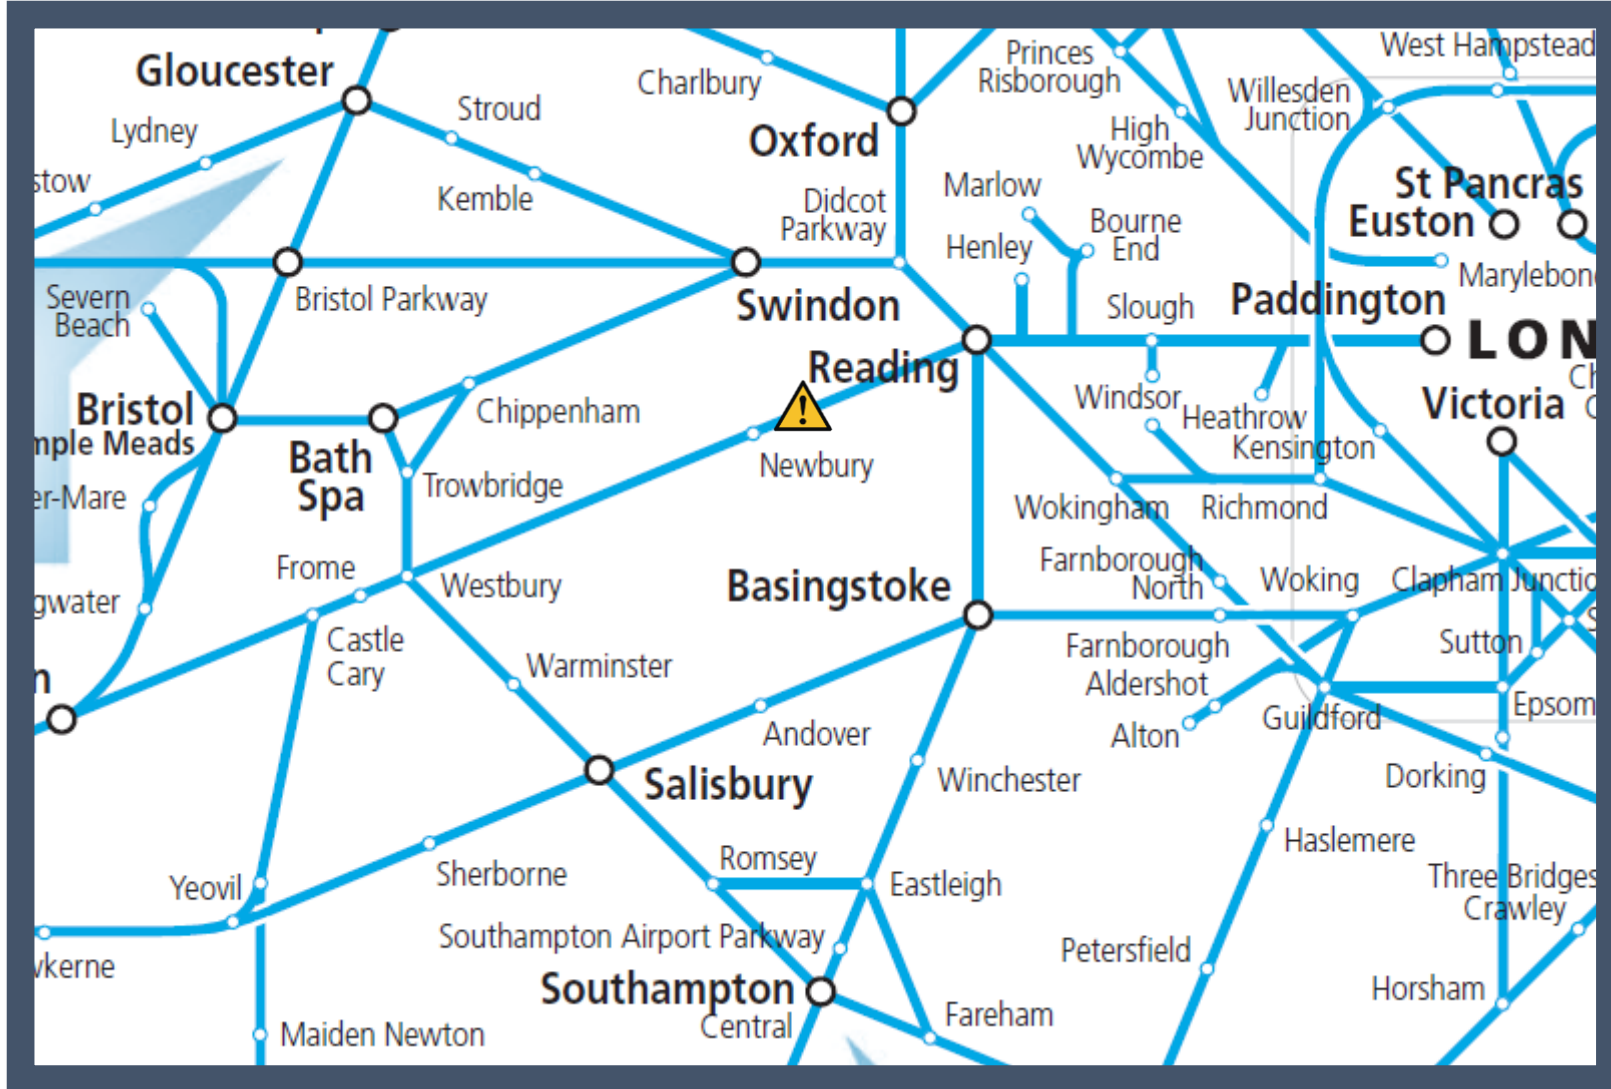 Gloucester
Lydney
stow
Stroud
Kemble
Charlbury
Oxford
Didcot
Parkway
Princes
Risborough
High
Wycombe
West Hampstead
Willesden
Junction
St Pancras
Euston
Marylebon
Marlow
Bourne
End
Henley
Slough
Paddington
LON
Severn
Beach
Bristol Parkway
Swindon
Reading
Windsor
Heathrow
Kensington
Victoria
Ch
Bristol
mple Meads
Bath
Spa
Chippenham
Trowbridge
Newbury
er-Mare
Wokingham
Richmond
Frome
Westbury
Basingstoke
Farnborough
North
Woking
Clapham Junctio
gwater
Castle
Cary
Warminster
Farnborough
Aldershot
Alton
Guildford
Sutton
S
Epsom
n
Andover
Salisbury
Winchester
Dorking
Haslemere
Yeovil
Sherborne
Romsey
Eastleigh
Three Bridges
Crawley
Southampton Airport Parkway
Petersfield
wkerne
Southampton
Central
Fareham
Horsham
Maiden Newton